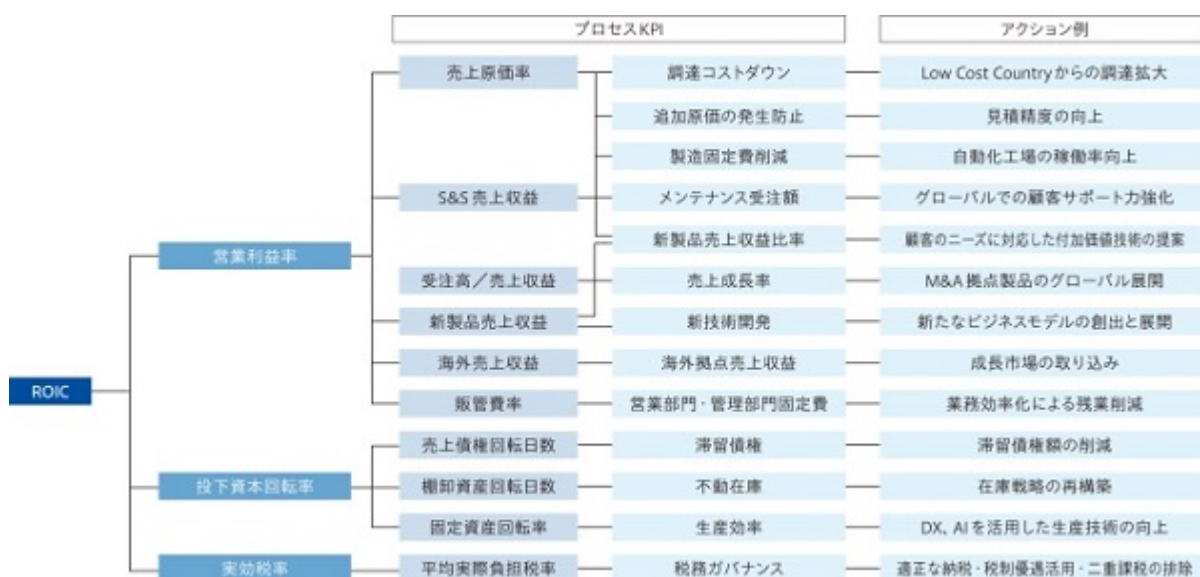 プロセスKPI アクション例
売上原価率 調達コストダウン Low Cost Countryからの調達拡大
追加原価の発生防止 見積精度の向上
製造固定費削減 自動化工場の稼働率向上
S&S 売上収益 メンテナンス受注額 グローバルでの顧客サポート力強化
新製品売上収益比率 顧客のニーズに対応した付加価値技術の提案
営業利益率
受注高／売上収益 売上成長率 M&A 拠点製品のグローバル展開
新製品売上収益 新技術開発 新たなビジネスモデルの創出と展開
海外売上収益 海外拠点売上収益 成長市場の取り込み
ROIC
販管費率 営業部門・管理部門固定費 業務効率化による残業削減
売上債権回転日数 滞留債権 滞留債権額の削減
投下資本回転率 棚卸資産回転日数 不動在庫 在庫戦略の再構築
固定資産回転率 生産効率 DX、AIを活用した生産技術の向上
実効税率 平均実際負担税率 税務ガバナンス 適正な納税・税制優遇活用・二重課税の排除